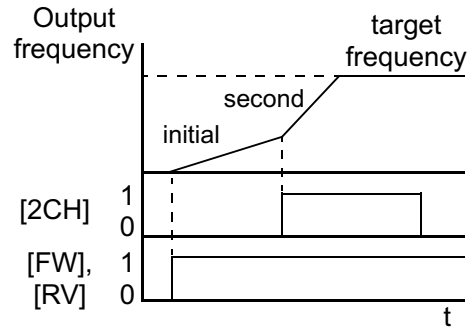 Output
frequency
target
frequency
second
initial
[2CH]
1
0
[FW],
[RV]
1
0
t